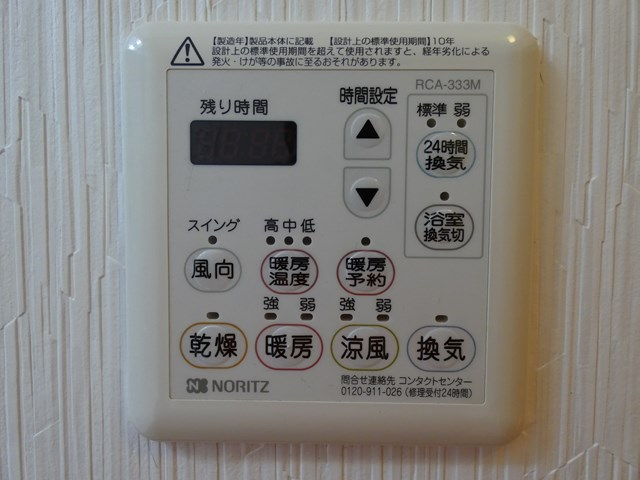 【製造年】製品本体に記載 【設計上の標準使用期間】10年
設計上の標準使用期間を超えて使用されますと、経年劣化による
発火・けが等の事故に至るおそれがあります。
RCA-333M
残り時間
時間設定
標準 弱
24時間
換気
浴室
換気切
スイング
風向
高 中 低
暖房
温度
暖房
予約
強 弱
強 弱
乾燥
暖房
涼風
換気
NORITZ
問合せ連絡先 コンタクトセンター
0120-911-026 (修理受付24時間)